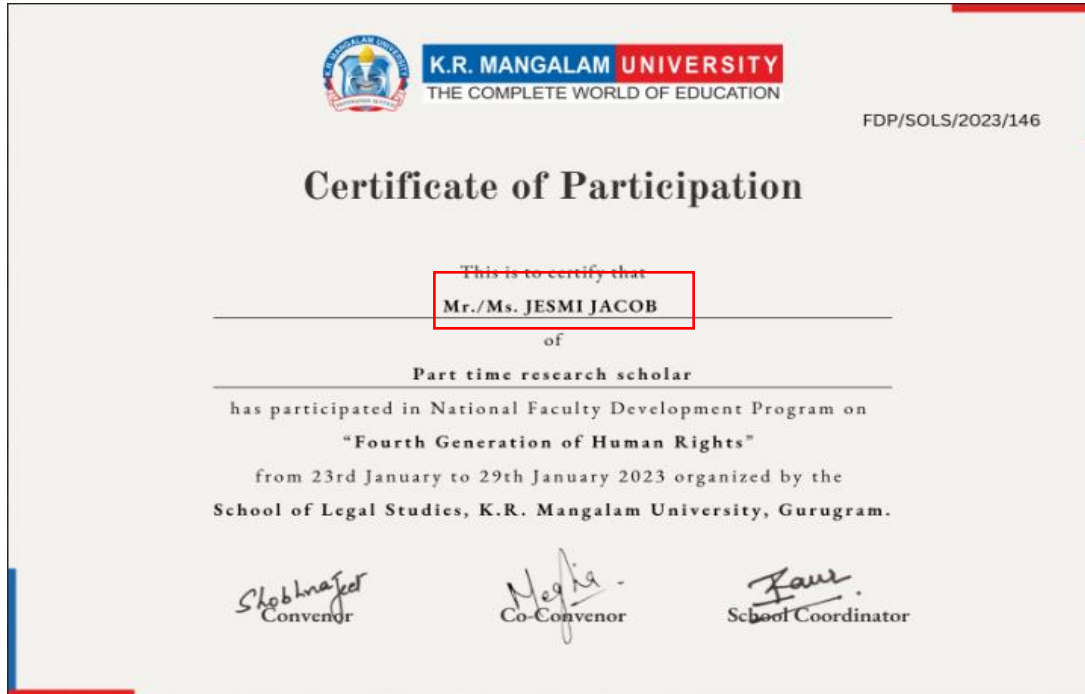 K.R. MANGALAM UNIVERSITY
THE COMPLETE WORLD OF EDUCATION
FDP/SOLS/2023/146
Certificate of Participation
This is to certify that
Mr./Ms. JESMI JACOB
of
Part time research scholar
has participated in National Faculty Development Program on
“Fourth Generation of Human Rights”
from 23rd January to 29th January 2023 organized by the
School of Legal Studies, K.R. Mangalam University, Gurugram.
Shobhnajeet
Megha
Kaur
Convenor
Co-Convenor
School Coordinator